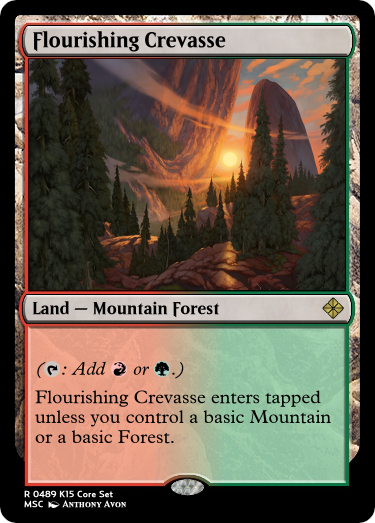 Flourishing Crevasse
Land — Mountain Forest
(: Add or .)
Flourishing Crevasse enters tapped
unless you control a basic Mountain
or a basic Forest.
R 0489 K15 Core Set
MSC Anthony Avon